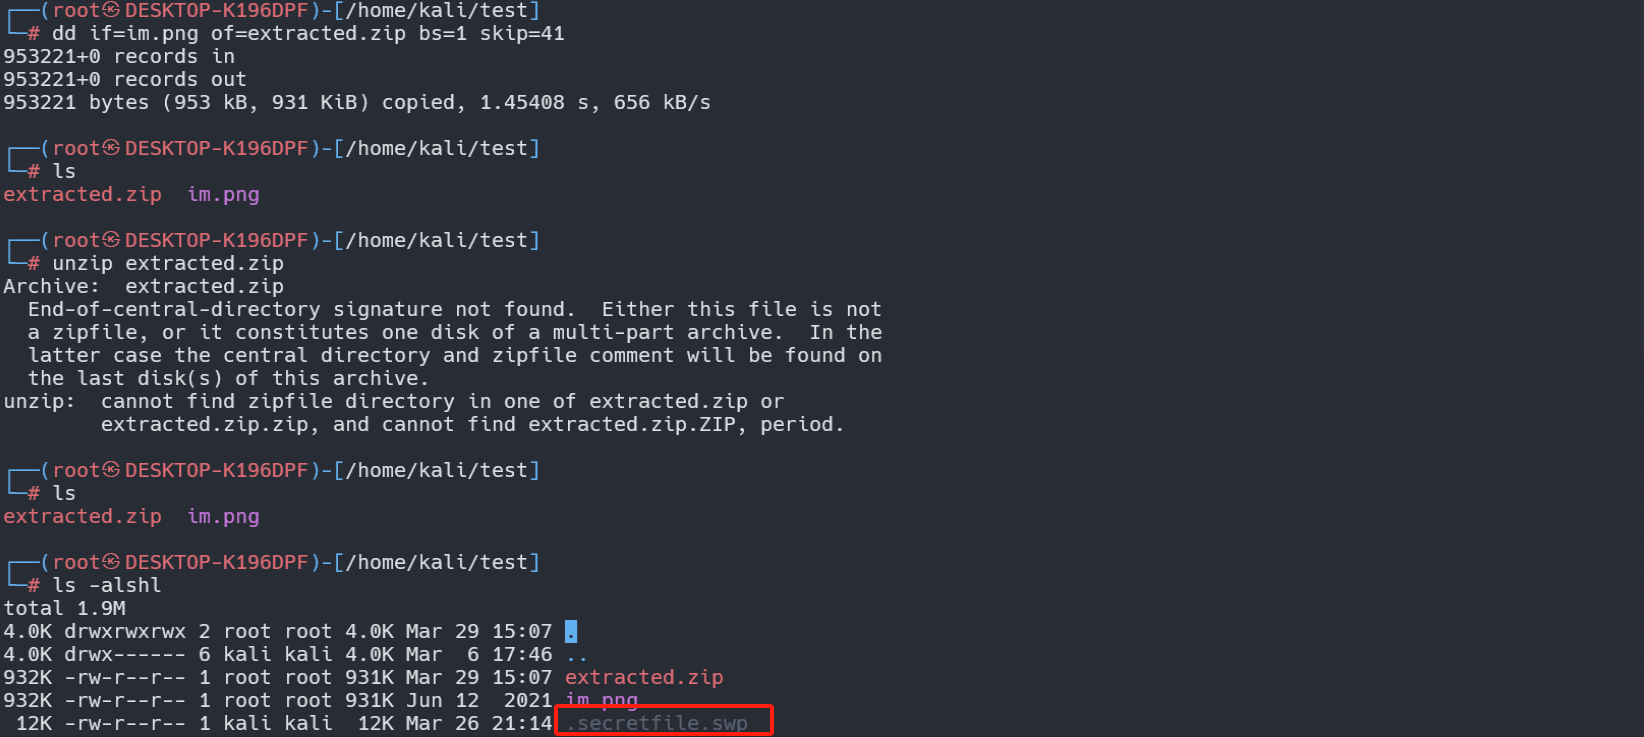 ┌──(root㉿DESKTOP-K196DPF)-[/home/kali/test]
└─# dd if=im.png of=extracted.zip bs=1 skip=41
953221+0 records in
953221+0 records out
953221 bytes (953 kB, 931 KiB) copied, 1.45408 s, 656 kB/s
┌──(root㉿DESKTOP-K196DPF)-[/home/kali/test]
└─# ls
extracted.zip  im.png
┌──(root㉿DESKTOP-K196DPF)-[/home/kali/test]
└─# unzip extracted.zip
Archive:  extracted.zip
  End-of-central-directory signature not found.  Either this file is not
  a zipfile, or it constitutes one disk of a multi-part archive.  In the
  latter case the central directory and zipfile comment will be found on
  the last disk(s) of this archive.
unzip:  cannot find zipfile directory in one of extracted.zip or
        extracted.zip.zip, and cannot find extracted.zip.ZIP, period.
┌──(root㉿DESKTOP-K196DPF)-[/home/kali/test]
└─# ls
extracted.zip  im.png
┌──(root㉿DESKTOP-K196DPF)-[/home/kali/test]
└─# ls -alshl
total 1.9M
4.0K drwxrwxrwx 2 root root 4.0K Mar 29 15:07 .
4.0K drwx------ 6 kali kali 4.0K Mar  6 17:46 ..
932K -rw-r--r-- 1 root root 931K Mar 29 15:07 extracted.zip
932K -rw-r--r-- 1 root root 931K Jun 12  2021 im.png
 12K -rw-r--r-- 1 kali kali  12K Mar 26 21:14 .secretfile.swp